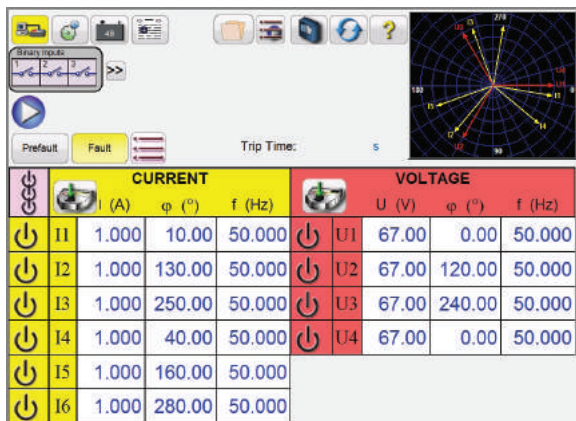 48
?
Binary Inputs
1 2 3
>>
270
U3
I3
I6
180
0
U4
U1
I1
I5
I4
I2
U2
90
Prefault Fault Trip Time: s
CURRENT VOLTAGE
I (A) φ (°) f (Hz) U (V) φ (°) f (Hz)
I1 1.000 10.00 50.000 U1 67.00 0.00 50.000
I2 1.000 130.00 50.000 U2 67.00 120.00 50.000
I3 1.000 250.00 50.000 U3 67.00 240.00 50.000
I4 1.000 40.00 50.000 U4 67.00 0.00 50.000
I5 1.000 160.00 50.000
I6 1.000 280.00 50.000